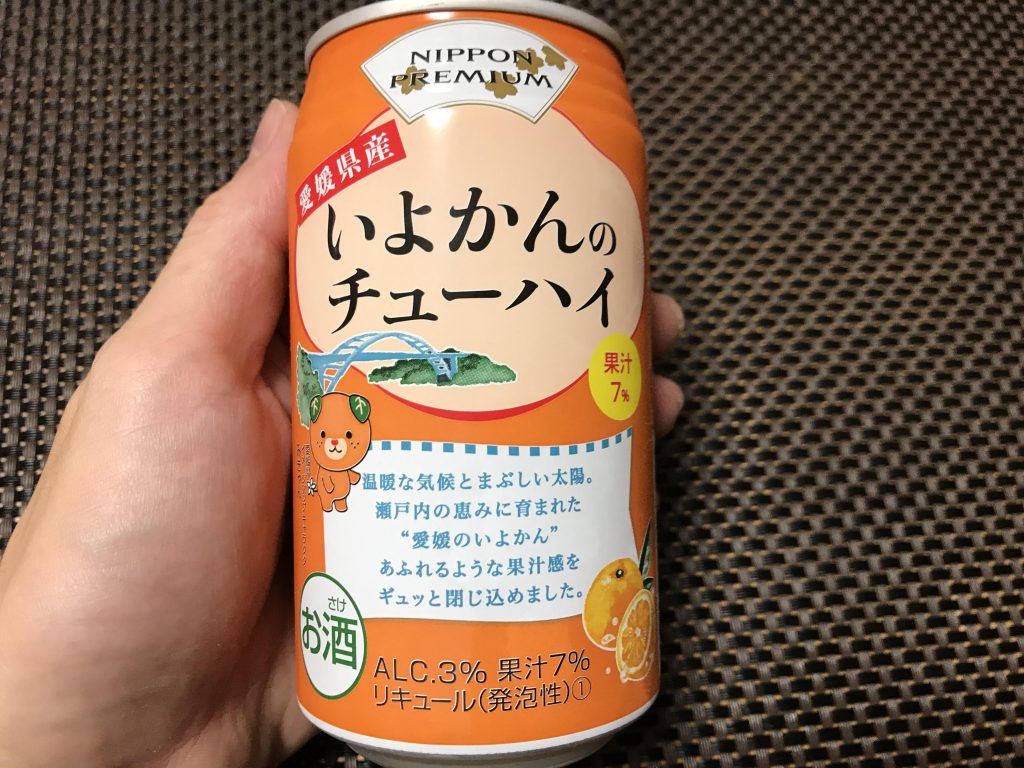 NIPPON
PREMIUM
愛媛県産
いよかんの
チューハイ
果汁
7%
温暖な気候とまぶしい太陽。
瀬戸内の恵みに育まれた
“愛媛のいよかん”
あふれるような果汁感を
ギュッと閉じ込めました。
さけ
お酒
ALC.3% 果汁7%
リキュール(発泡性)①